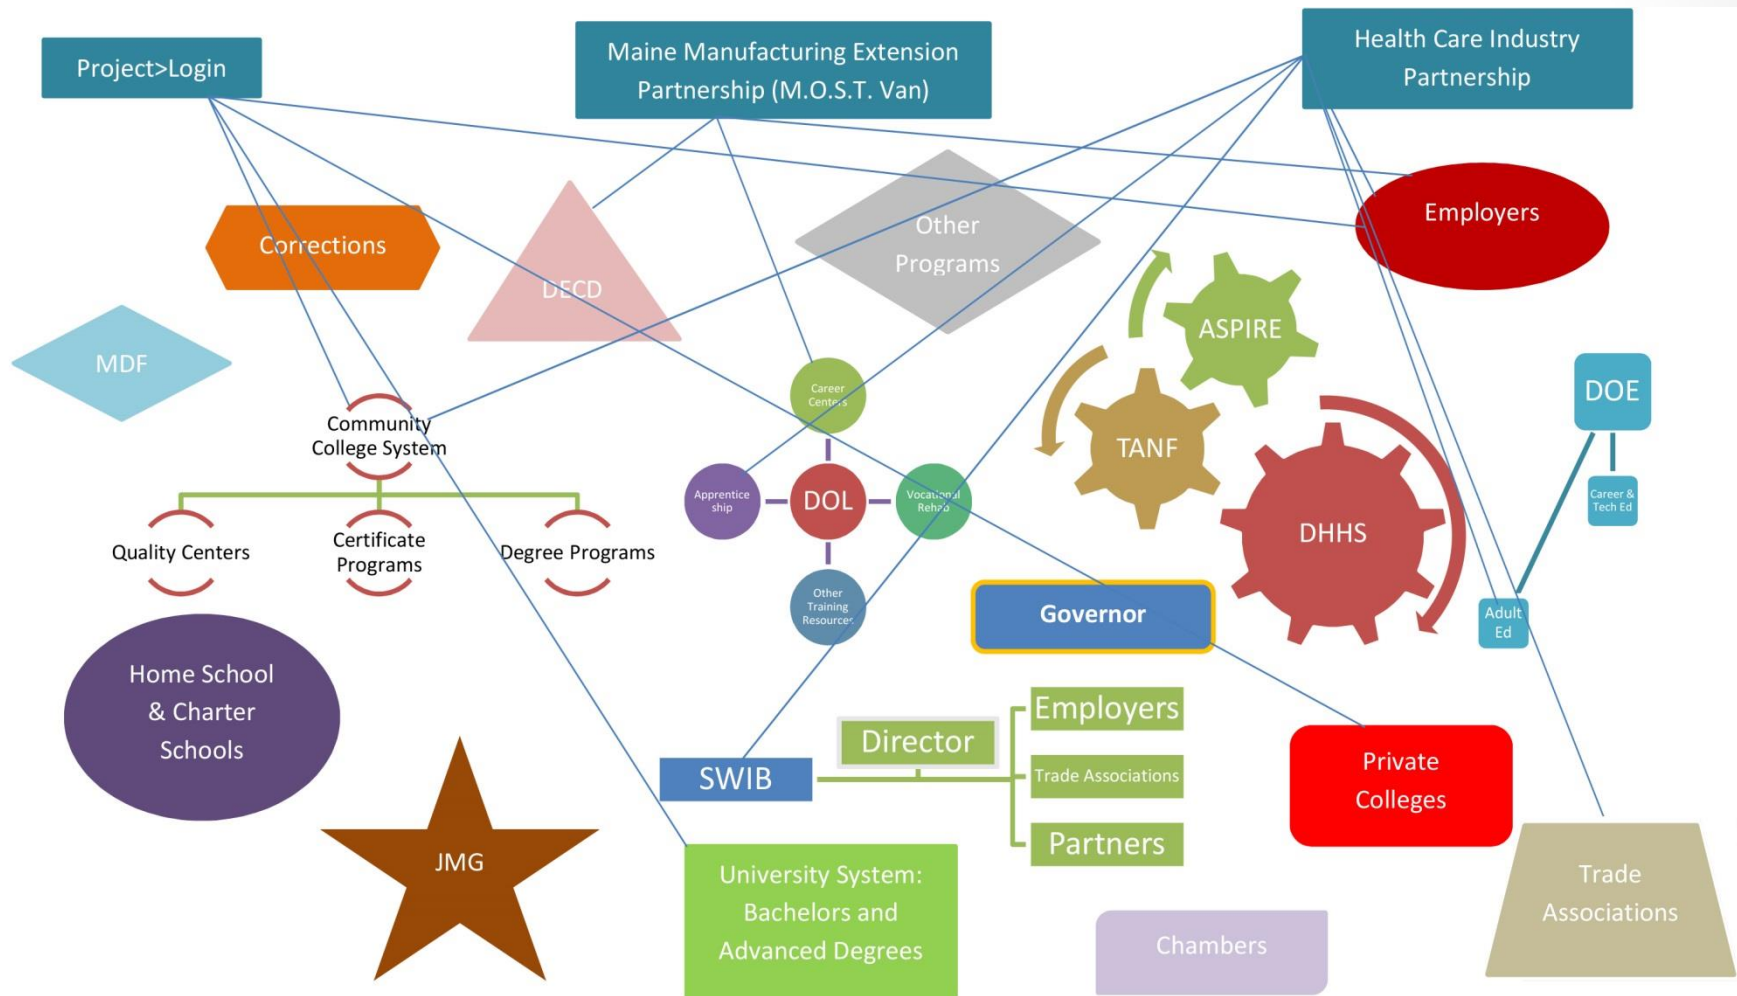 Project>Login
Maine Manufacturing Extension
Partnership (M.O.S.T. Van)
Health Care Industry
Partnership
Corrections
DECD
Other
Programs
Employers
MDF
ASPIRE
TANF
DHHS
DOE
Career &
Tech Ed
Adult
Ed
Community
College System
Quality Centers
Certificate
Programs
Degree Programs
Career
Centers
Apprentice
ship
DOL
Vocational
Rehab
Other
Training
Resources
Governor
Home School
& Charter
Schools
JMG
SWIB
Director
Employers
Trade Associations
Partners
Private
Colleges
University System:
Bachelors and
Advanced Degrees
Chambers
Trade
Associations